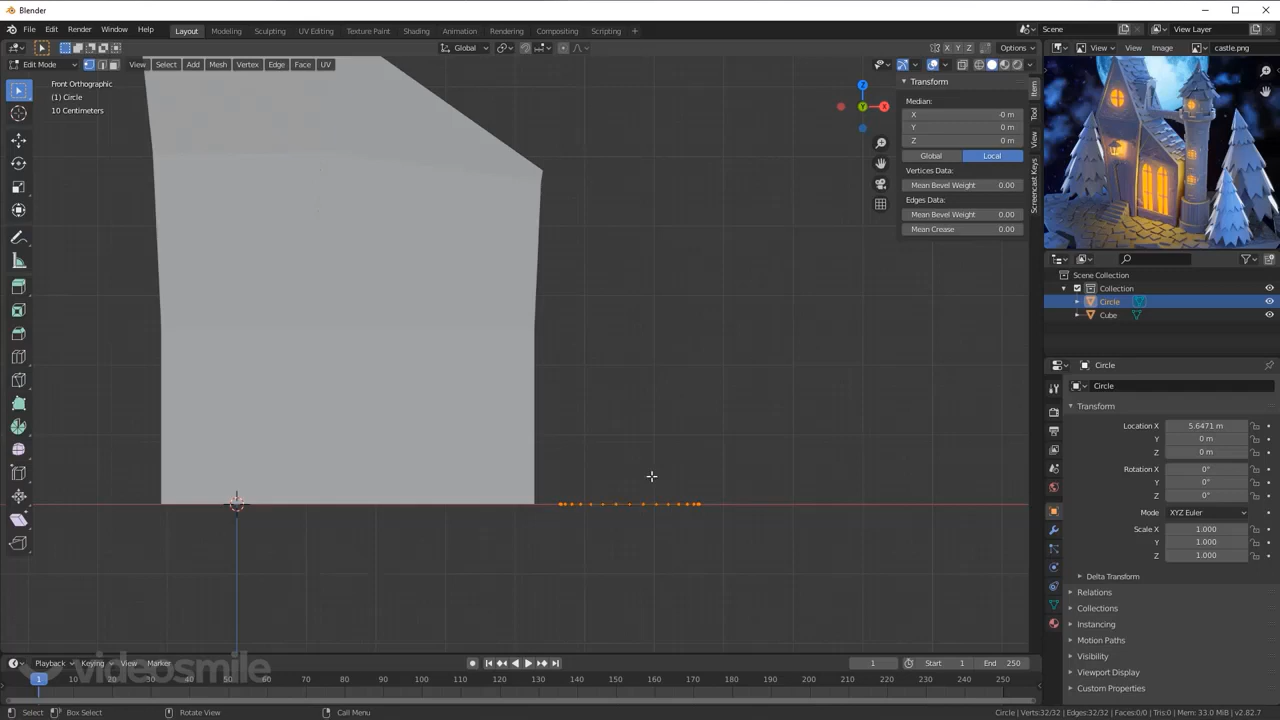 Blender
File Edit Render Window Help Layout Modeling Sculpting UV Editing Texture Paint Shading Animation Rendering Compositing Scripting Scene View Layer
Global X Y Z Options View Image castle.png
Edit Mode View Select Add Mesh Vertex Edge Face UV
Front Orthographic
(1) Circle
10 Centimeters
Z
X
Y
Transform
Median:
X -0 m
Y 0 m
Z 0 m
Global Local
Vertices Data:
Mean Bevel Weight 0.00
Edges Data:
Mean Bevel Weight 0.00
Mean Crease 0.00
Item
Tool
View
Screencast Keys
Scene Collection
Collection
Circle
Cube
Circle
Circle
Transform
Location X 5.6471 m
Y 0 m
Z 0 m
Rotation X 0°
Y 0°
Z 0°
Mode XYZ Euler
Scale X 1.000
Y 1.000
Z 1.000
Delta Transform
Relations
Collections
Instancing
Motion Paths
Visibility
Viewport Display
Custom Properties
Playback Keying View Marker 1 Start 1 End 250
videosmile
1 10 20 30 40 50 60 70 80 90 100 110 120 130 140 150 160 170 180 190 200 210 220 230 240 250
Select Box Select Rotate View Call Menu Circle | Verts:32/32 | Edges:32/32 | Faces:0/0 | Tris:0 | Mem: 33.0 MiB | v2.82.7